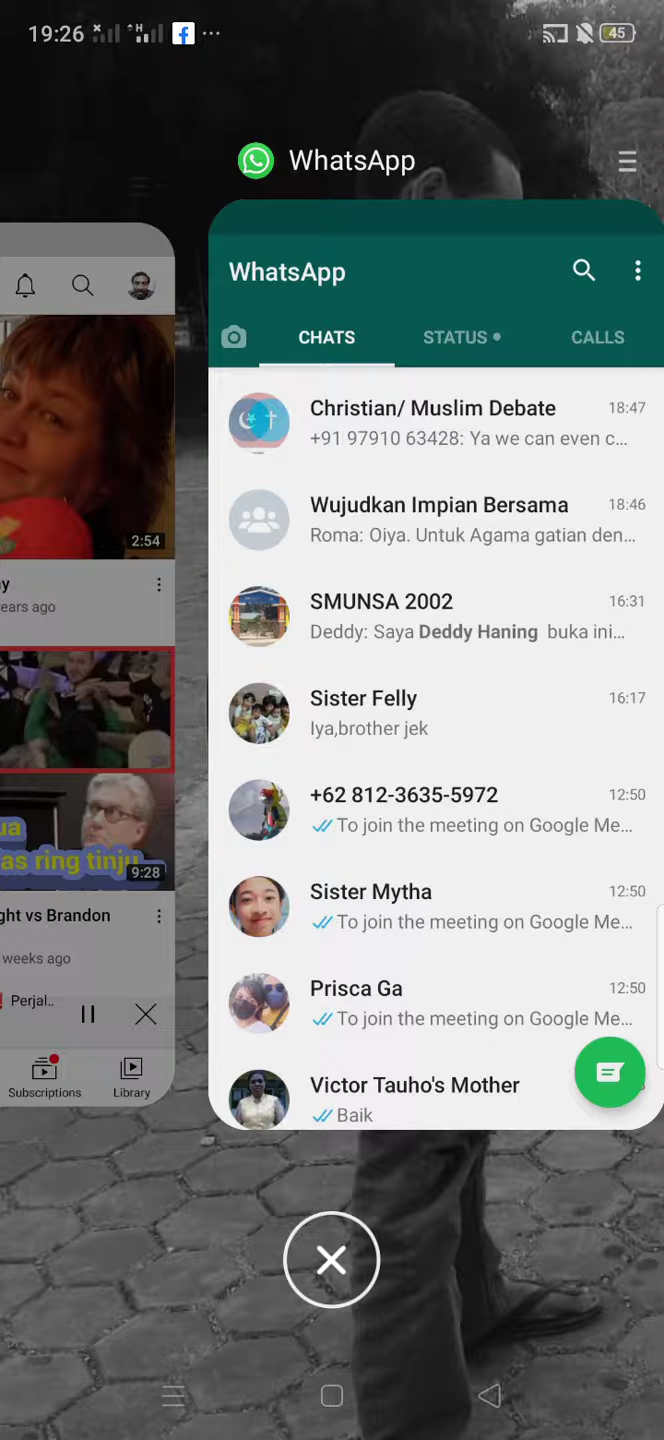 19:26
H
45
WhatsApp
WhatsApp
CHATS
STATUS
CALLS
Christian/ Muslim Debate
18:47
+91 97910 63428: Ya we can even c...
Wujudkan Impian Bersama
18:46
Roma: Oiya. Untuk Agama gatian den...
SMUNSA 2002
16:31
Deddy: Saya Deddy Haning buka ini...
Sister Felly
16:17
Iya,brother jek
+62 812-3635-5972
12:50
To join the meeting on Google Me...
Sister Mytha
12:50
To join the meeting on Google Me...
Prisca Ga
12:50
To join the meeting on Google Me...
Victor Tauho's Mother
Baik
2:54
y
ears ago
ua
as ring tinju
9:28
ght vs Brandon
weeks ago
Perjal..
Subscriptions
Library